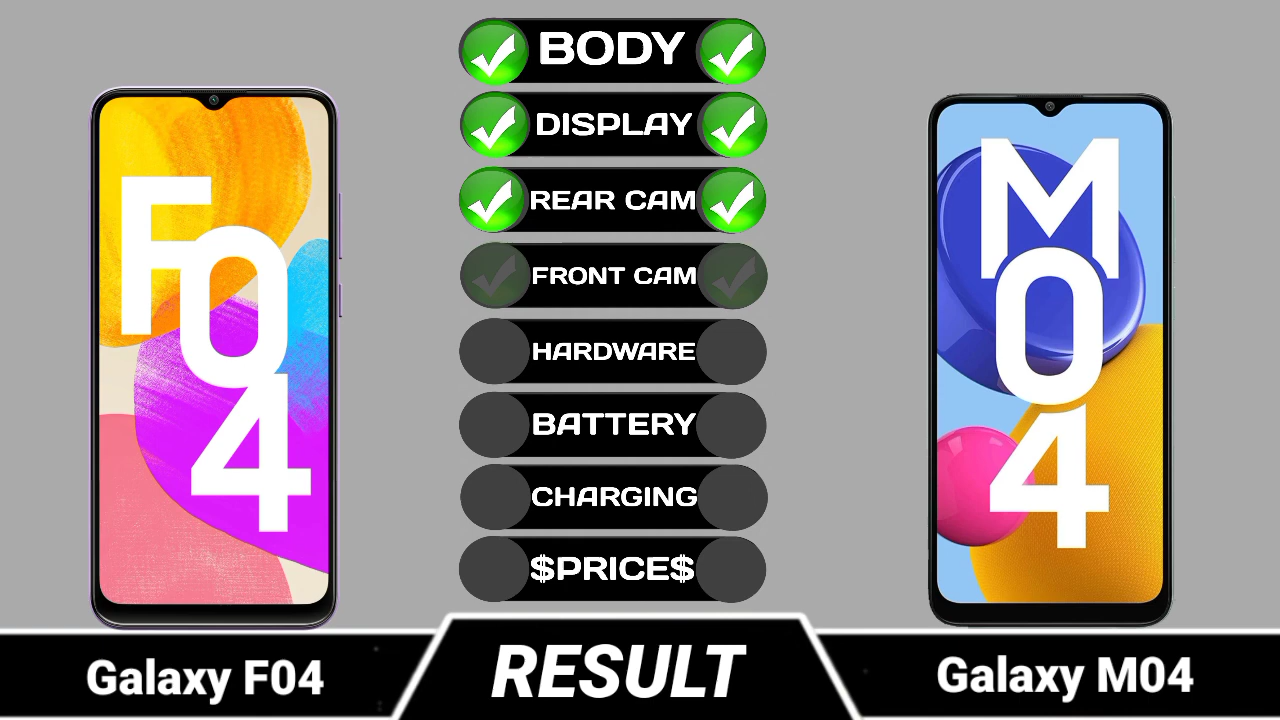 BODY
DISPLAY
REAR CAM
FRONT CAM
HARDWARE
BATTERY
CHARGING
$PRICE$
F04
M04
Galaxy F04
RESULT
Galaxy M04